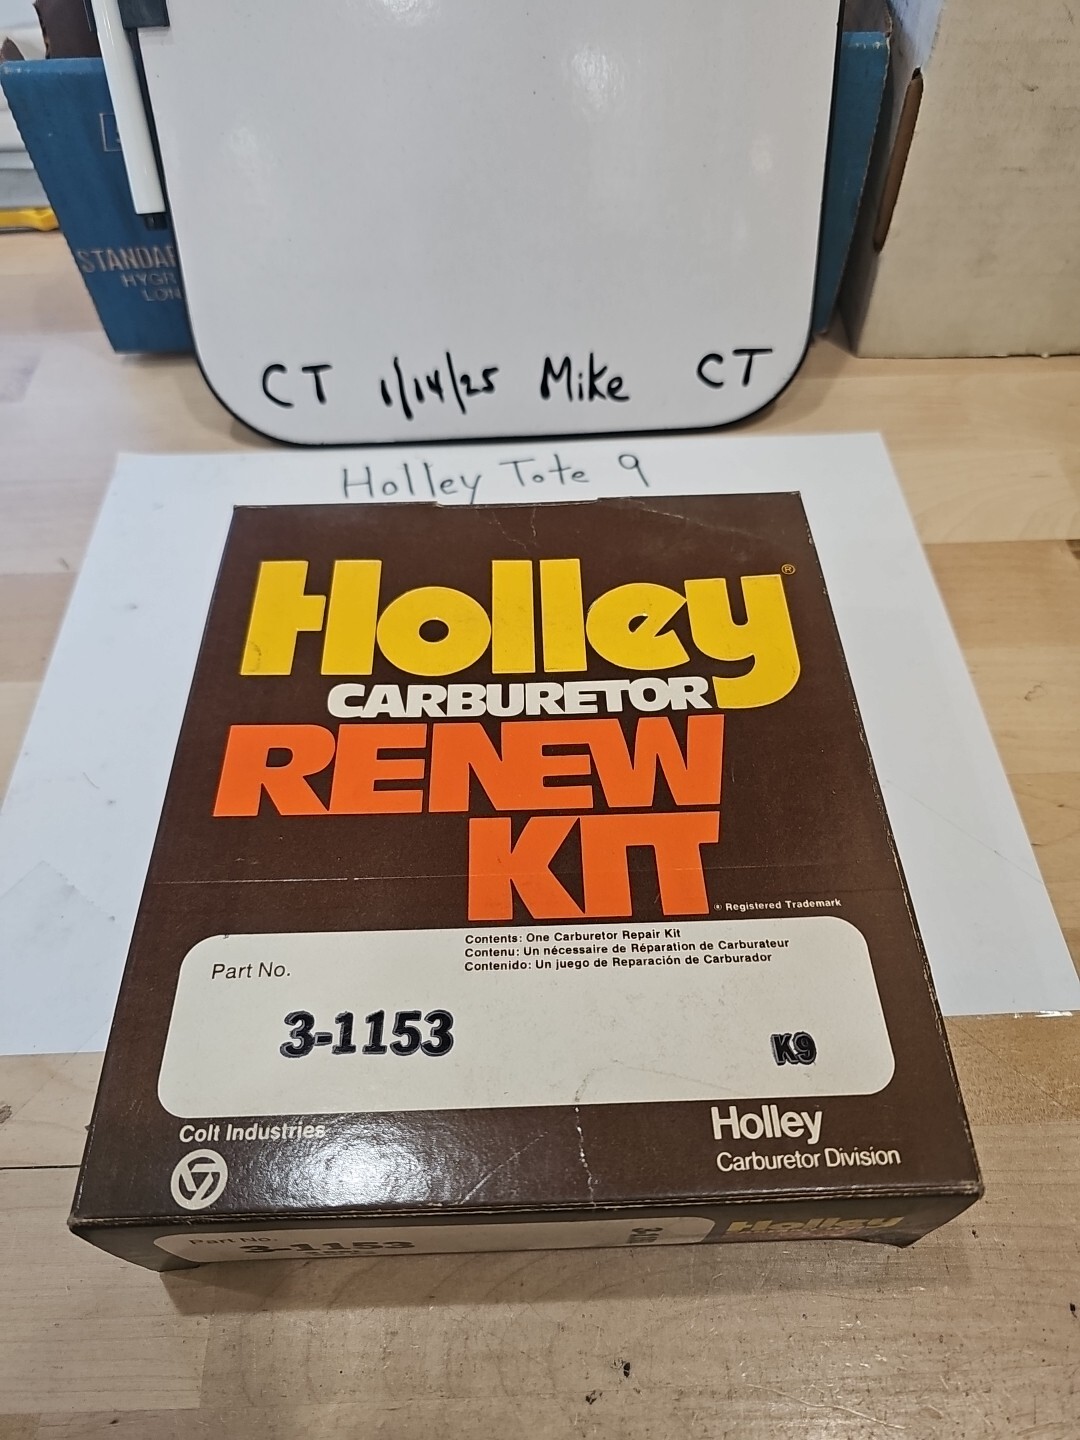 STANDAR
HYGR
LON
CT 1/14/25 Mike CT
Holley Tote 9
Holley®
CARBURETOR
RENEW
KIT
® Registered Trademark
Contents: One Carburetor Repair Kit
Contenu: Un nécessaire de Réparation de Carburateur
Contenido: Un juego de Reparación de Carburador
Part No.
3-1153
K9
Colt Industries
Holley
Carburetor Division
Part No.
3-1153
Holley